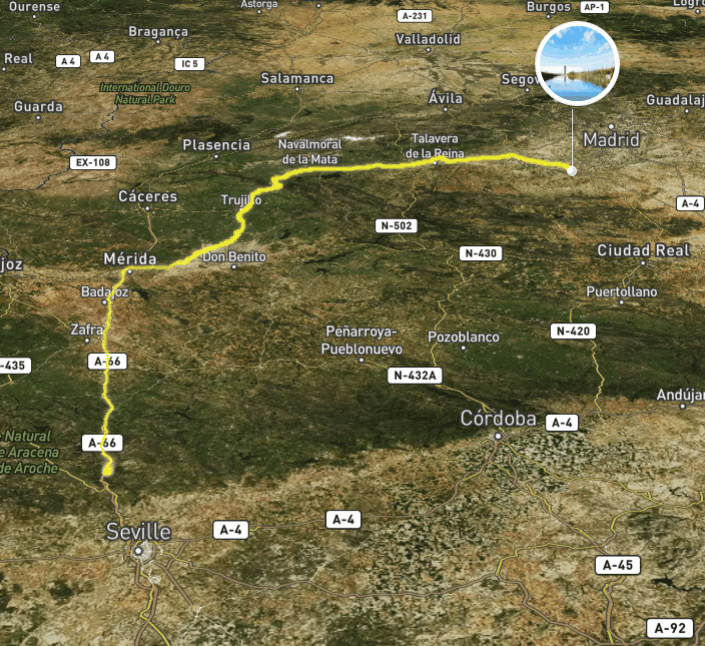 Ourense
Astorga
Burgos
AP-1
Logro
A-231
Bragança
Valladolid
Real
A 4
A 4
IC 5
Salamanca
Segov
International Douro
Natural Park
Ávila
Guadalaj
Guarda
Madrid
Plasencia
Navalmoral
de la Mata
Talavera
de la Reina
EX-108
Cáceres
Trujillo
A-4
N-502
joz
Mérida
Don Benito
N-430
Ciudad Real
Badajoz
Puertollano
Zafra
Peñarroya-
Pueblonuevo
Pozoblanco
N-420
-435
A-66
N-432A
Andújar
Córdoba
A-4
Natural
e Aracena
de Aroche
A-66
Seville
A-4
A-4
A-45
A-92